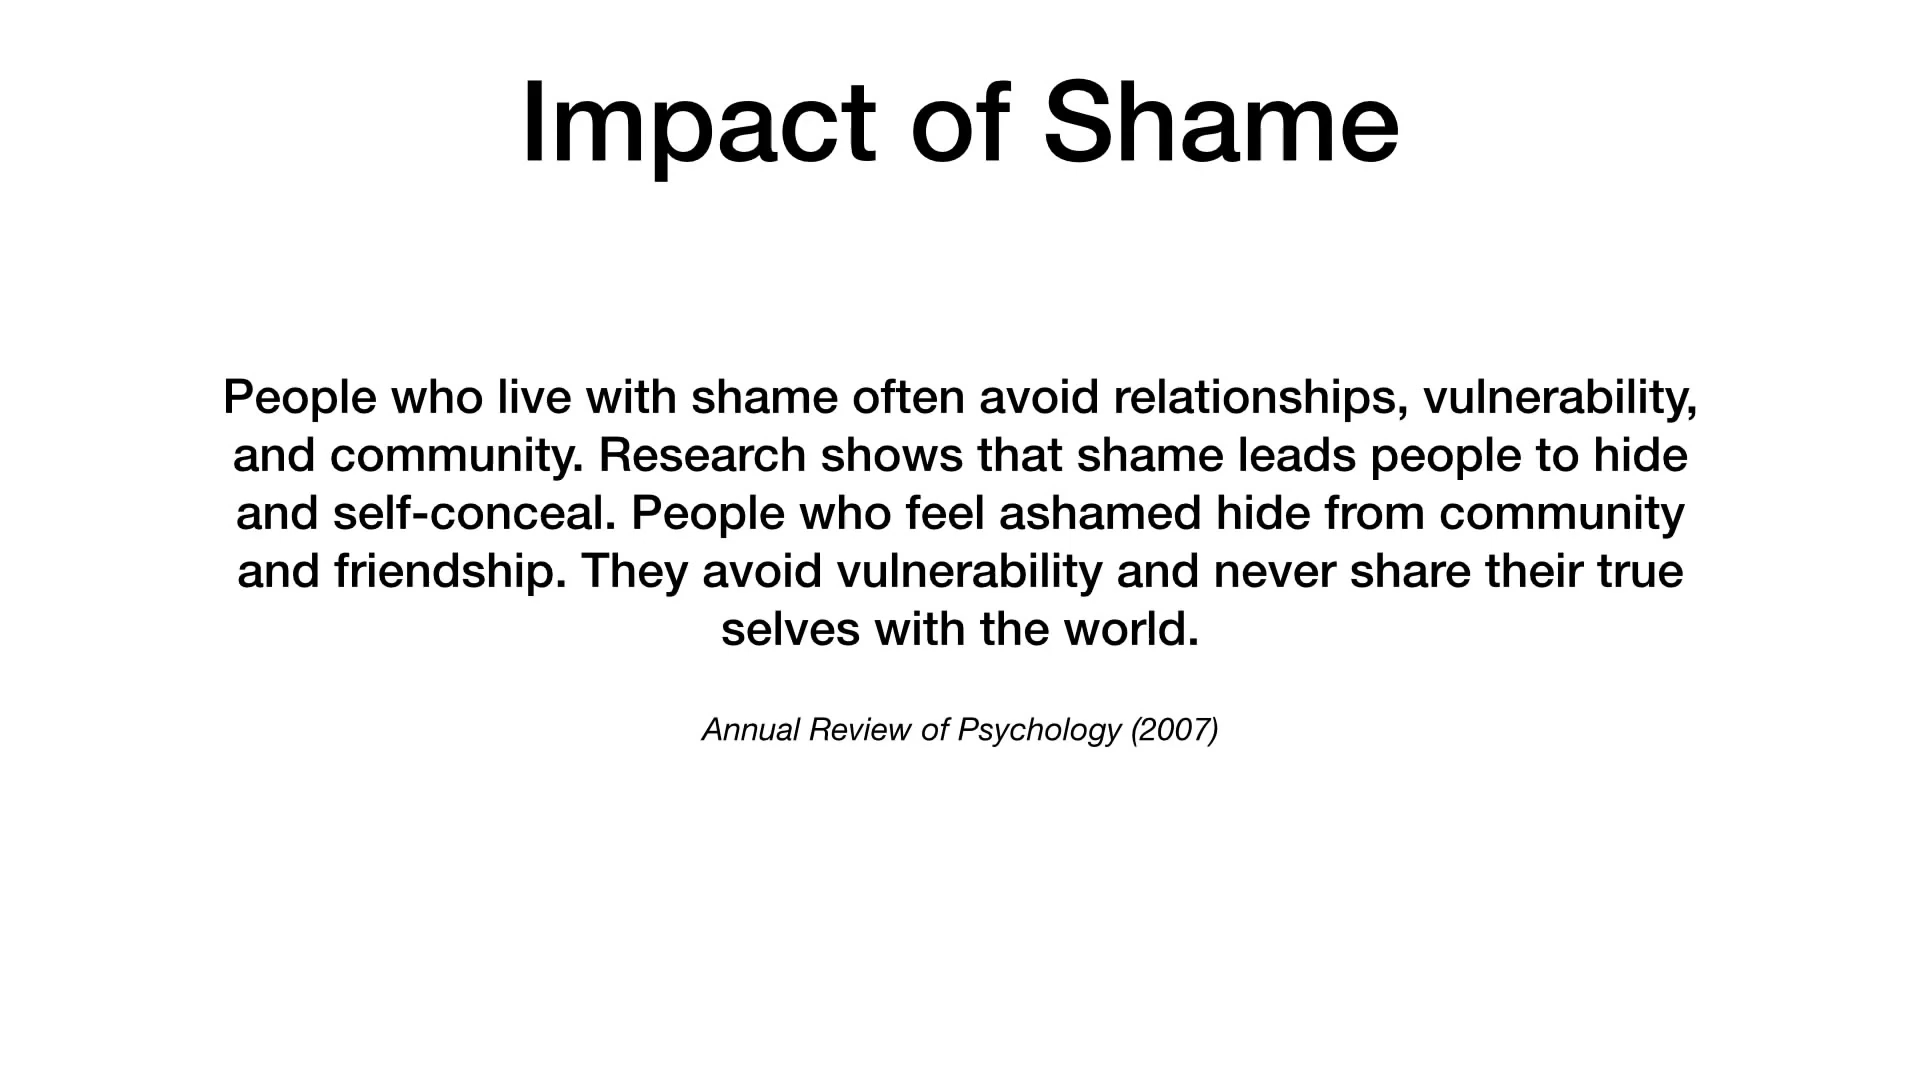 Impact of Shame
People who live with shame often avoid relationships, vulnerability,
and community. Research shows that shame leads people to hide
and self-conceal. People who feel ashamed hide from community
and friendship. They avoid vulnerability and never share their true
selves with the world.
Annual Review of Psychology (2007)